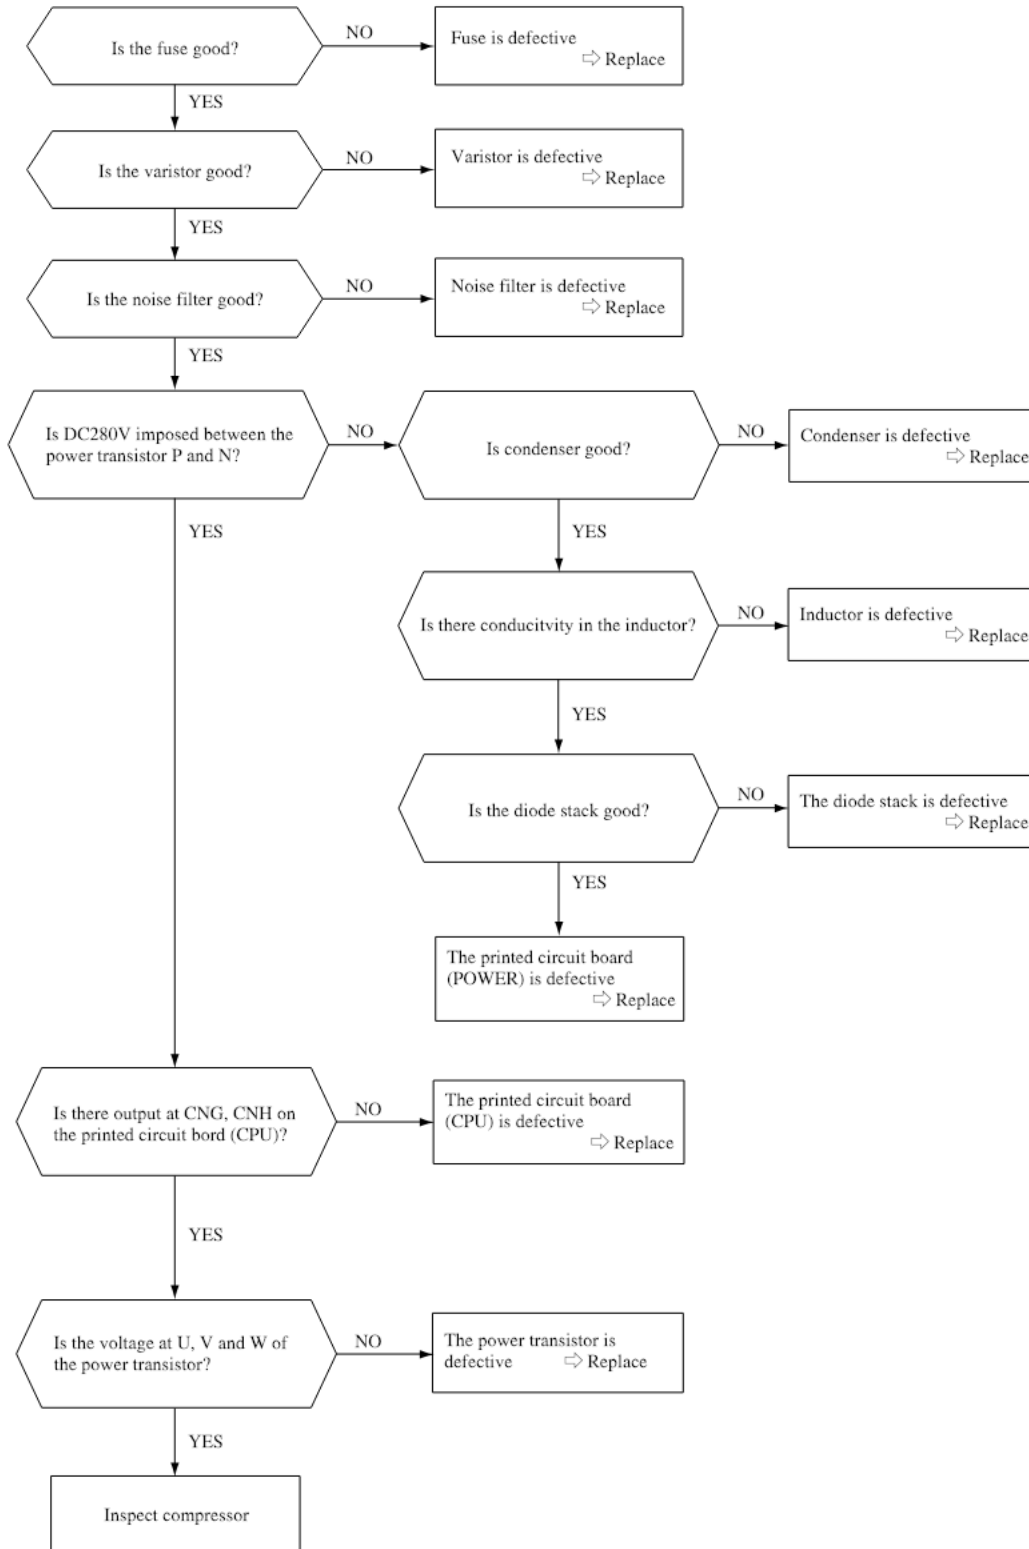 Is the fuse good?
NO
Fuse is defective
⇨ Replace
YES
Is the varistor good?
NO
Varistor is defective
⇨ Replace
YES
Is the noise filter good?
NO
Noise filter is defective
⇨ Replace
YES
Is DC280V imposed between the
power transistor P and N?
NO
Is condenser good?
NO
Condenser is defective
⇨ Replace
YES
YES
Is there conducitvity in the inductor?
NO
Inductor is defective
⇨ Replace
YES
Is the diode stack good?
NO
The diode stack is defective
⇨ Replace
YES
The printed circuit board
(POWER) is defective
⇨ Replace
Is there output at CNG, CNH on
the printed circuit bord (CPU)?
NO
The printed circuit board
(CPU) is defective
⇨ Replace
YES
Is the voltage at U, V and W of
the power transistor?
NO
The power transistor is
defective ⇨ Replace
YES
Inspect compressor